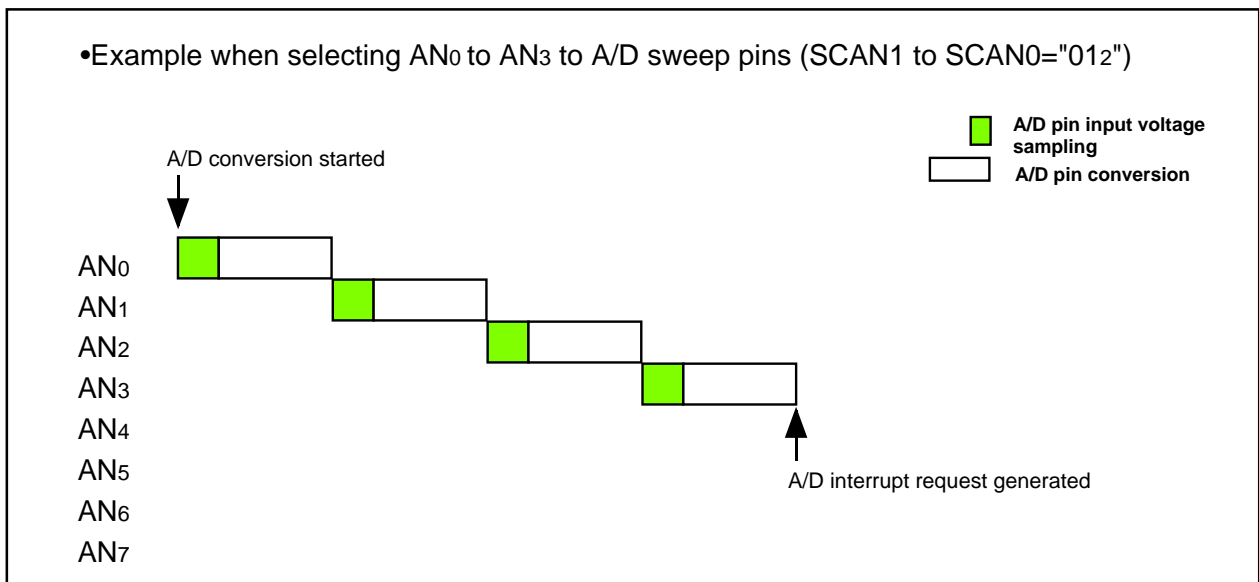 •Example when selecting AN0 to AN3 to A/D sweep pins (SCAN1 to SCAN0="012")
A/D pin input voltage
sampling
A/D pin conversion
A/D conversion started
AN0
AN1
AN2
AN3
AN4
AN5
AN6
AN7
A/D interrupt request generated